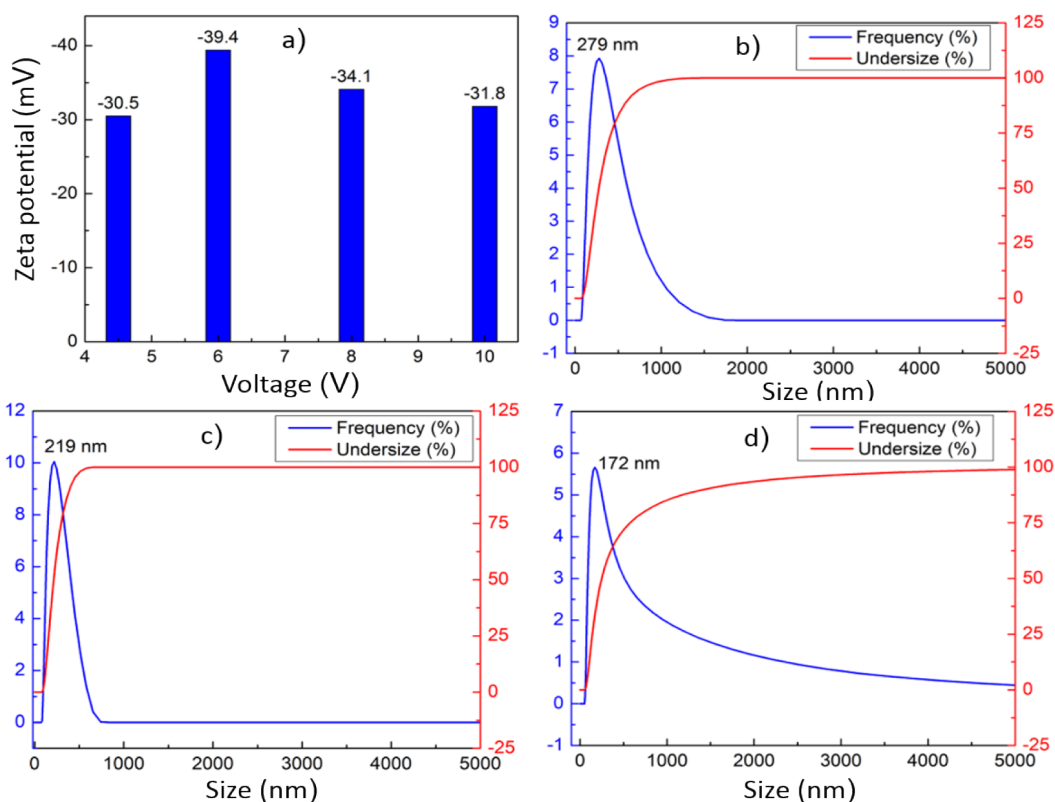 a)
Zeta potential (mV)
-40
-30
-20
-10
0
-30.5
-39.4
-34.1
-31.8
4 5 6 7 8 9 10
Voltage (V)
b)
279 nm
Frequency (%)
Undersize (%)
9
8
7
6
5
4
3
2
1
0
-1
125
100
75
50
25
0
-25
0 1000 2000 3000 4000 5000
Size (nm)
c)
219 nm
Frequency (%)
Undersize (%)
12
10
8
6
4
2
0
125
100
75
50
25
0
-25
0 1000 2000 3000 4000 5000
Size (nm)
d)
172 nm
Frequency (%)
Undersize (%)
7
6
5
4
3
2
1
0
-1
125
100
75
50
25
0
-25
0 1000 2000 3000 4000 5000
Size (nm)